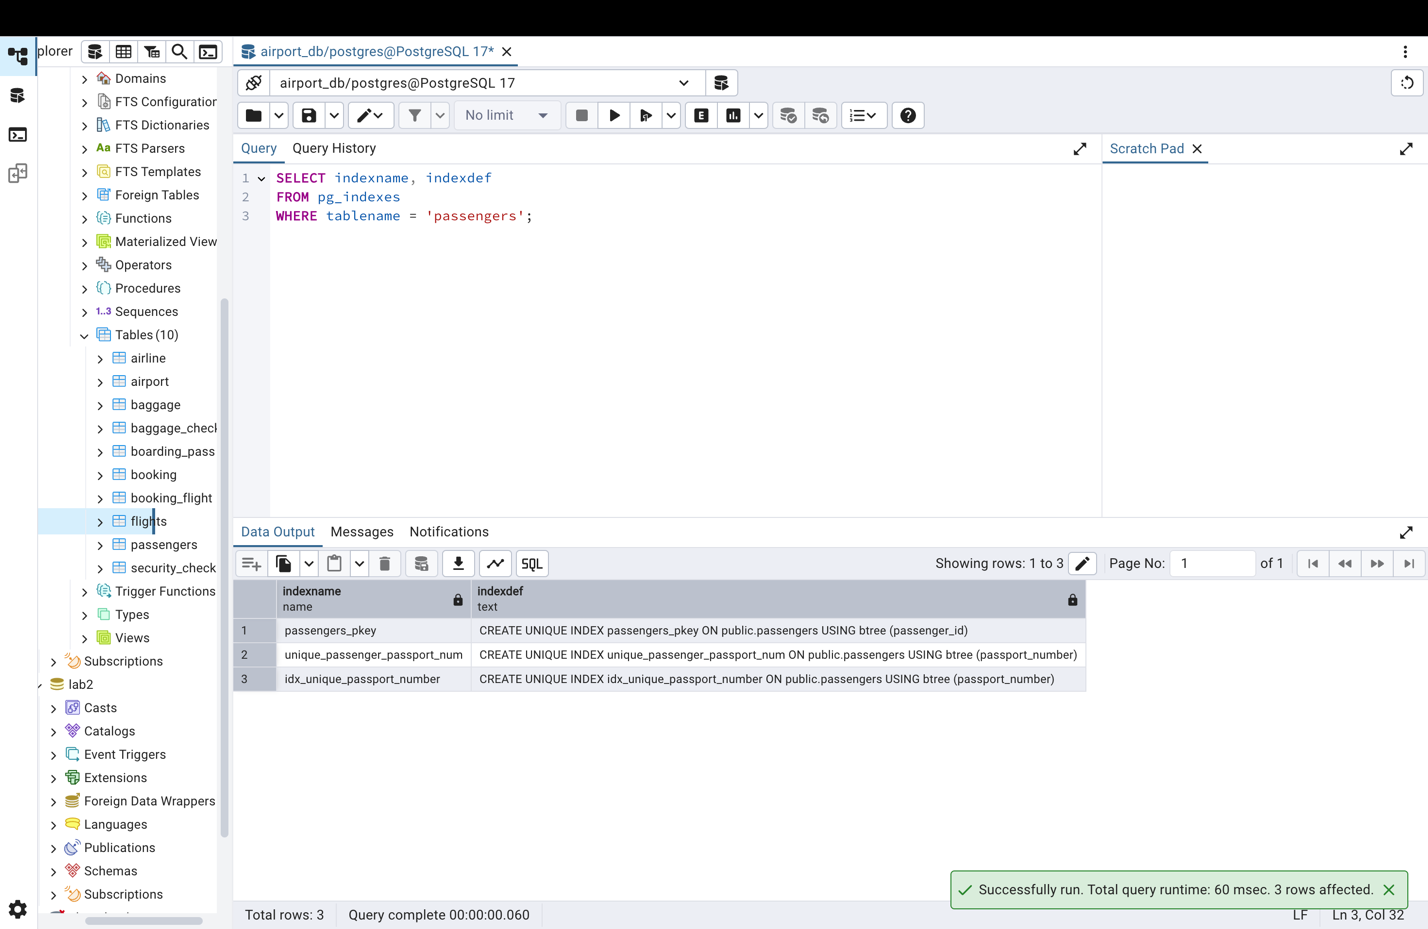 plorer
airport_db/postgres@PostgreSQL 17*
airport_db/postgres@PostgreSQL 17
No limit
E
Query
Query History
Scratch Pad
1 SELECT indexname, indexdef
2 FROM pg_indexes
3 WHERE tablename = 'passengers';
Domains
FTS Configuration
FTS Dictionaries
Aa FTS Parsers
FTS Templates
Foreign Tables
Functions
Materialized View
Operators
Procedures
1..3 Sequences
Tables (10)
airline
airport
baggage
baggage_check
boarding_pass
booking
booking_flight
flights
passengers
security_check
Trigger Functions
Types
Views
Subscriptions
lab2
Casts
Catalogs
Event Triggers
Extensions
Foreign Data Wrappers
Languages
Publications
Schemas
Subscriptions
Data Output
Messages
Notifications
SQL
Showing rows: 1 to 3
Page No: 1 of 1
indexname
name
indexdef
text
1 passengers_pkey CREATE UNIQUE INDEX passengers_pkey ON public.passengers USING btree (passenger_id)
2 unique_passenger_passport_num CREATE UNIQUE INDEX unique_passenger_passport_num ON public.passengers USING btree (passport_number)
3 idx_unique_passport_number CREATE UNIQUE INDEX idx_unique_passport_number ON public.passengers USING btree (passport_number)
Successfully run. Total query runtime: 60 msec. 3 rows affected.
Total rows: 3
Query complete 00:00:00.060
LF
Ln 3, Col 32